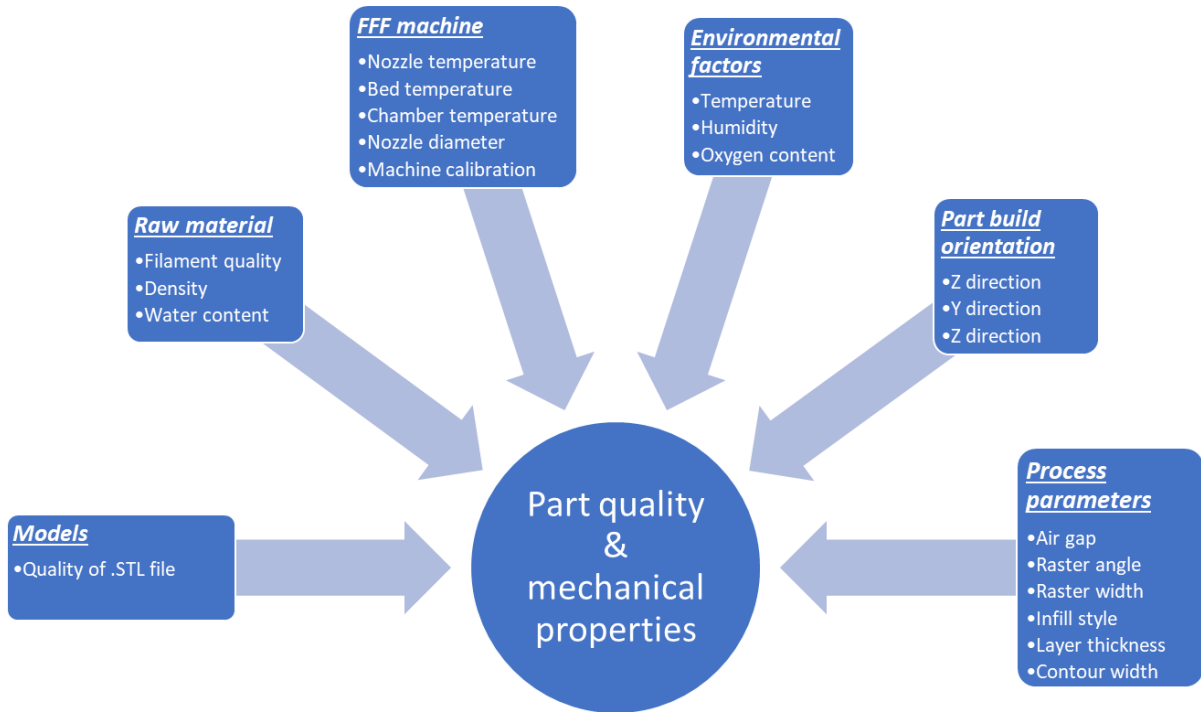 FFF machine
•Nozzle temperature
•Bed temperature
•Chamber temperature
•Nozzle diameter
•Machine calibration
Environmental
factors
•Temperature
•Humidity
•Oxygen content
Raw material
•Filament quality
•Density
•Water content
Part build
orientation
•Z direction
•Y direction
•Z direction
Models
•Quality of .STL file
Part quality
&
mechanical
properties
Process
parameters
•Air gap
•Raster angle
•Raster width
•Infill style
•Layer thickness
•Contour width